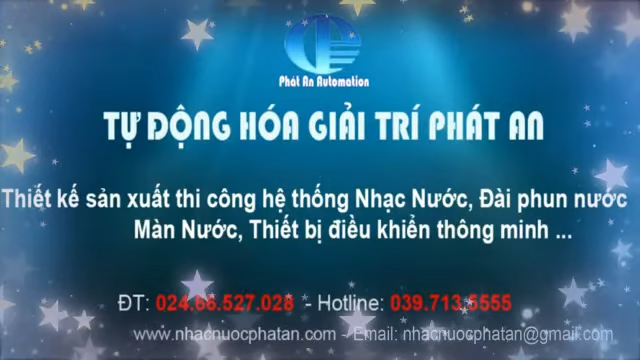 Phát An Automation
TỰ ĐỘNG HÓA GIẢI TRÍ PHÁT AN
Thiết kế sản xuất thi công hệ thống Nhạc Nước, Đài phun nước
Màn Nước, Thiết bị điều khiển thông minh ...
ĐT: 024.66.527.028 - Hotline: 039.713.5555
www.nhacnuocphatan.com - Email: nhacnuocphatan@gmail.com